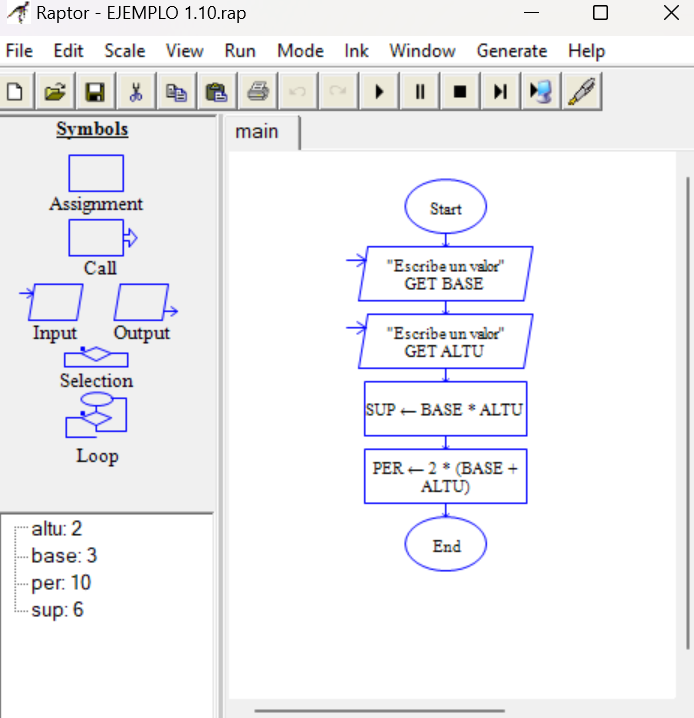 Raptor - EJEMPLO 1.10.rap
File Edit Scale View Run Mode Ink Window Generate Help
Symbols
Assignment
Call
Input Output
Selection
Loop
altu: 2
base: 3
per: 10
sup: 6
main
Start
"Escribe un valor"
GET BASE
"Escribe un valor"
GET ALTU
SUP ← BASE * ALTU
PER ← 2 * (BASE +
ALTU)
End